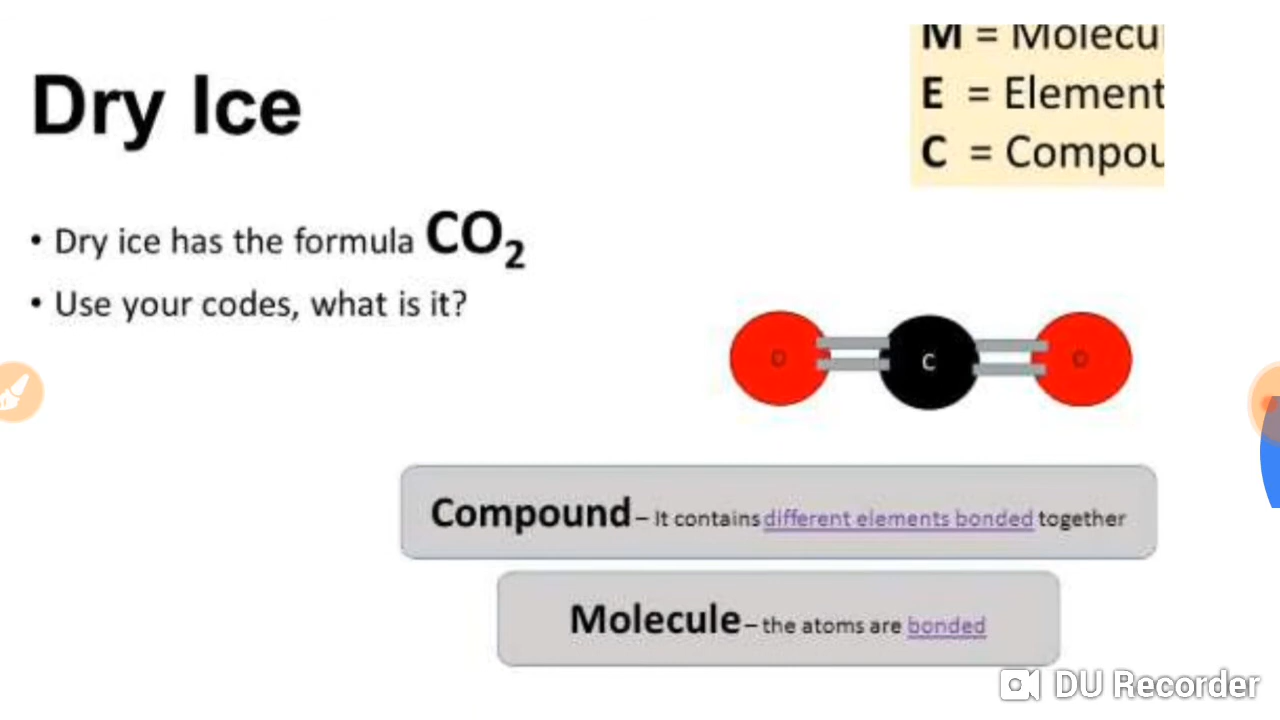 M = Molecu
E = Element
C = Compou
Dry Ice
• Dry ice has the formula CO₂
• Use your codes, what is it?
O C O
Compound – It contains different elements bonded together
Molecule – the atoms are bonded
DU Recorder